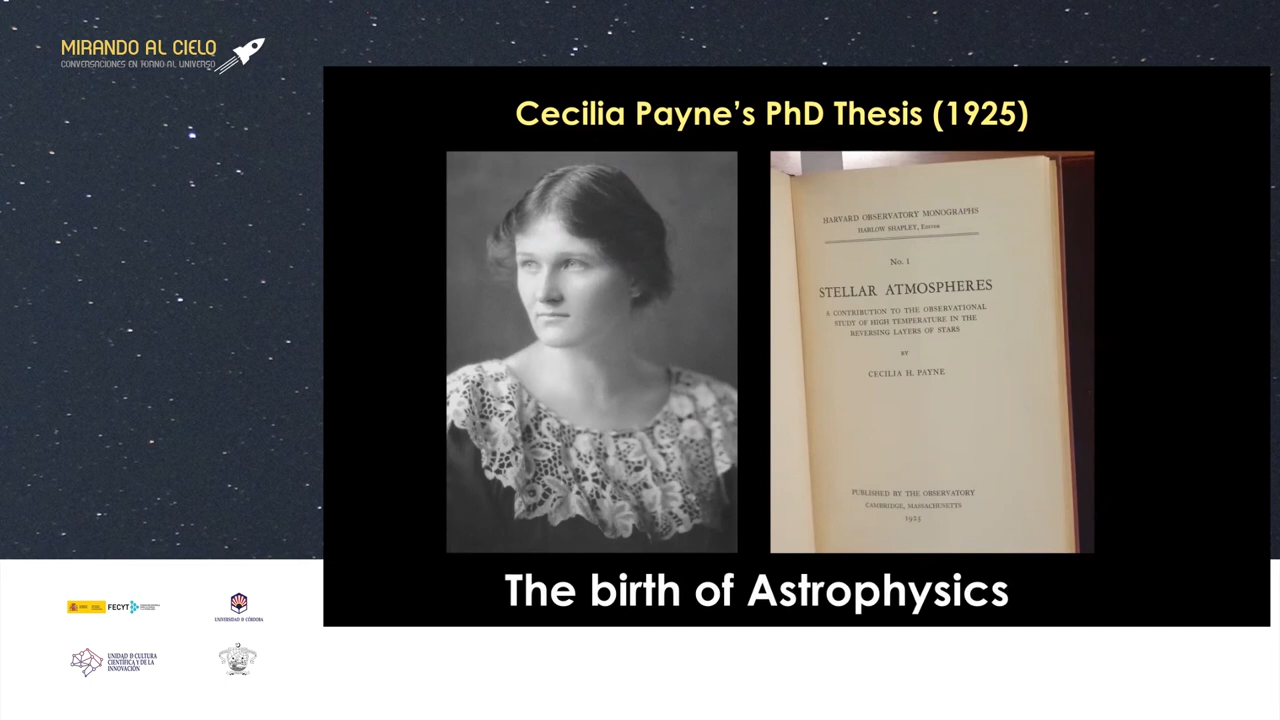 MIRANDO AL CIELO
CONVERSACIONES EN TORNO AL UNIVERSO
Cecilia Payne’s PhD Thesis (1925)
HARVARD OBSERVATORY MONOGRAPHS
HARLOW SHAPLEY, EDITOR
No. 1
STELLAR ATMOSPHERES
A CONTRIBUTION TO THE OBSERVATIONAL
STUDY OF HIGH TEMPERATURE IN THE
REVERSING LAYERS OF STARS
BY
CECILIA H. PAYNE
PUBLISHED BY THE OBSERVATORY
CAMBRIDGE, MASSACHUSETTS
1925
The birth of Astrophysics
FECYT
UNIVERSIDAD D CÓRDOBA
UNIDAD D CULTURA
CIENTÍFICA Y DE LA
INNOVACIÓN